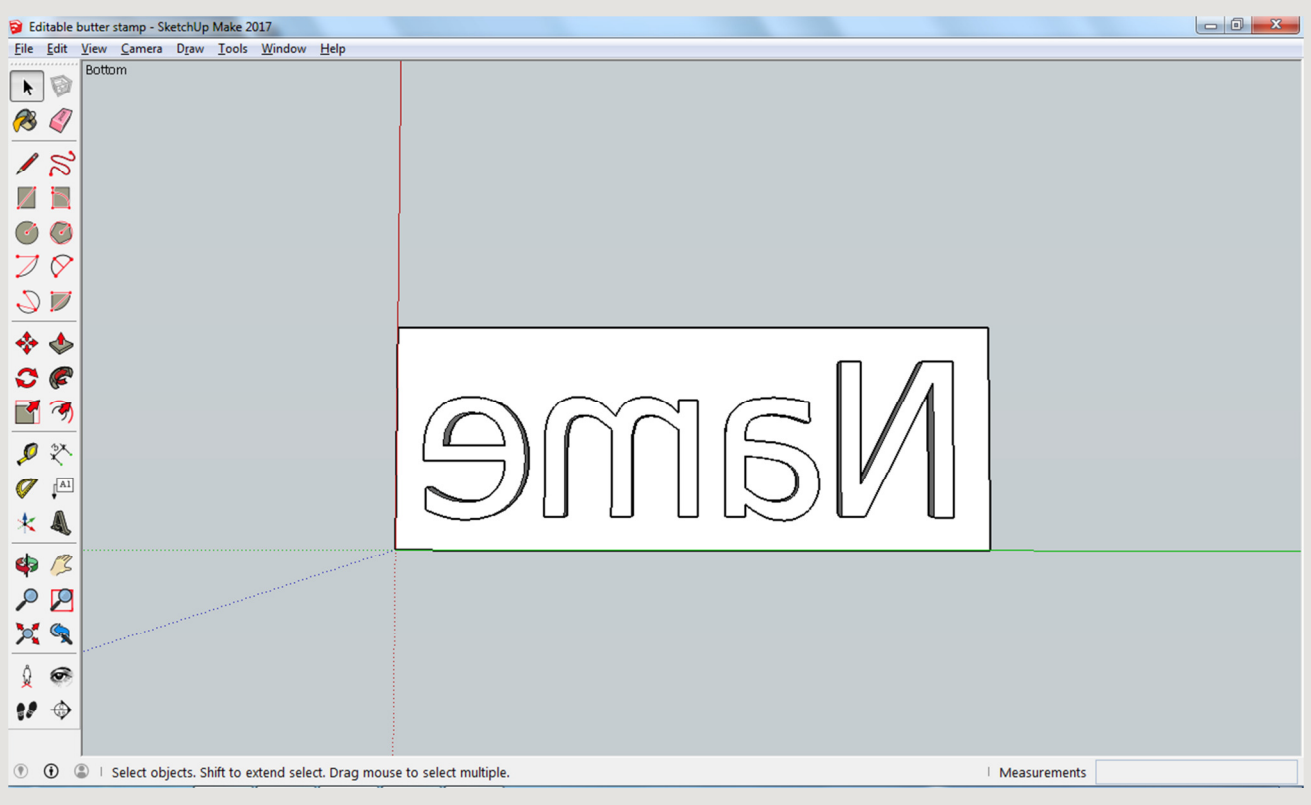 Editable butter stamp - SketchUp Make 2017
File Edit View Camera Draw Tools Window Help
Bottom
A1
Name
Select objects. Shift to extend select. Drag mouse to select multiple.
Measurements